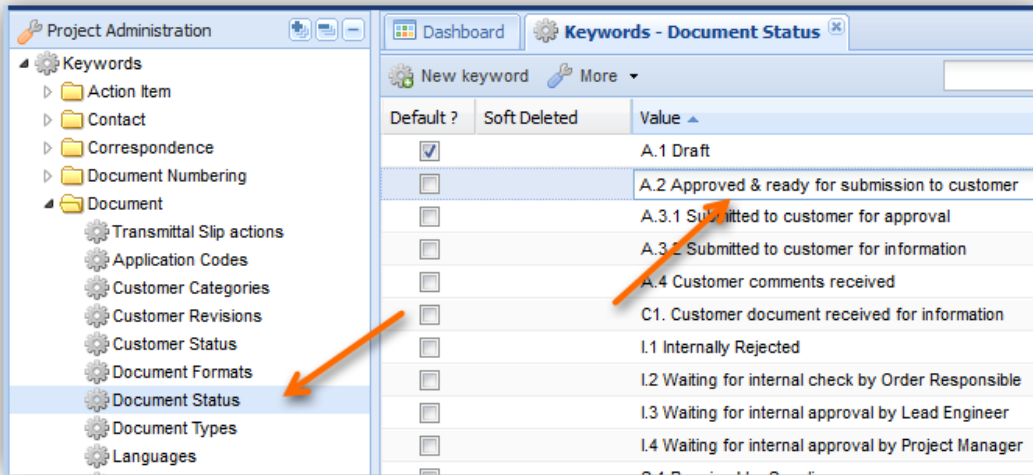 Project Administration
Keywords
Action Item
Contact
Correspondence
Document Numbering
Document
Transmittal Slip actions
Application Codes
Customer Categories
Customer Revisions
Customer Status
Document Formats
Document Status
Document Types
Languages
Dashboard
Keywords - Document Status
New keyword More
Default ? Soft Deleted Value
A.1 Draft
A.2 Approved & ready for submission to customer
A.3.1 Submitted to customer for approval
A.3.2 Submitted to customer for information
A.4 Customer comments received
C1. Customer document received for information
I.1 Internally Rejected
I.2 Waiting for internal check by Order Responsible
I.3 Waiting for internal approval by Lead Engineer
I.4 Waiting for internal approval by Project Manager